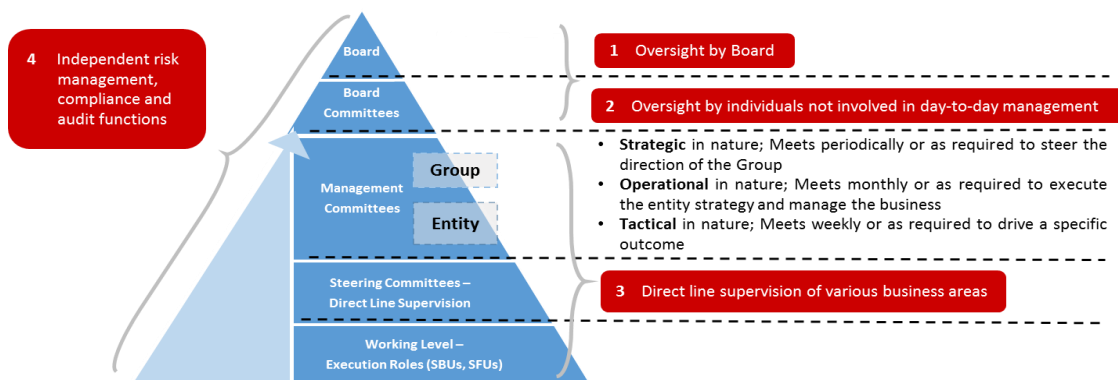 4 Independent risk
management,
compliance and
audit functions
Board
Board
Committees
Management
Committees
Group
Entity
Steering Committees –
Direct Line Supervision
Working Level –
Execution Roles (SBUs, SFUs)
1 Oversight by Board
2 Oversight by individuals not involved in day-to-day management
• Strategic in nature; Meets periodically or as required to steer the
direction of the Group
• Operational in nature; Meets monthly or as required to execute
the entity strategy and manage the business
• Tactical in nature; Meets weekly or as required to drive a specific
outcome
3 Direct line supervision of various business areas